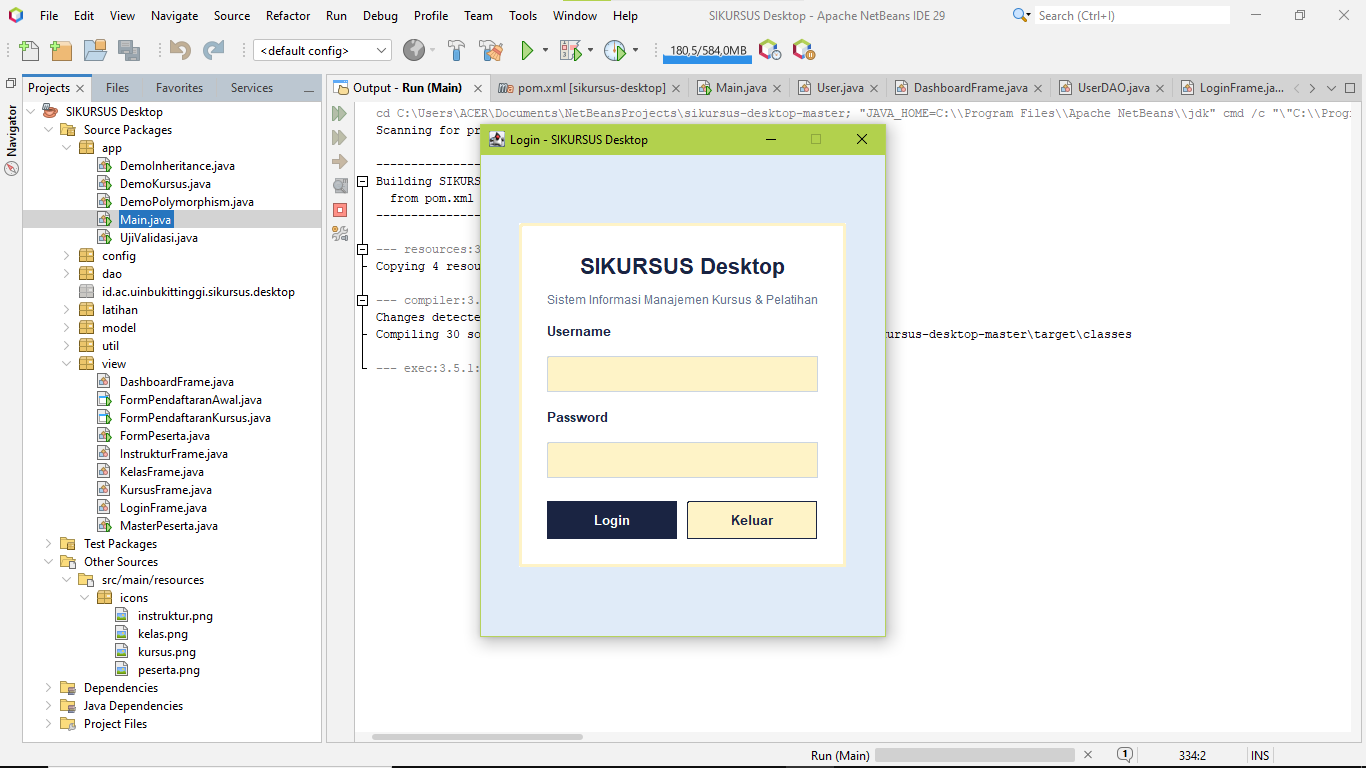 File Edit View Navigate Source Refactor Run Debug Profile Team Tools Window Help
SIKURSUS Desktop - Apache NetBeans IDE 29
Search (Ctrl+I)
<default config>
180,5/584,0MB
Projects Files Favorites Services
Navigator
SIKURSUS Desktop
Source Packages
app
DemoInheritance.java
DemoKursus.java
DemoPolymorphism.java
Main.java
UjiValidasi.java
config
dao
id.ac.uinbukittinggi.sikursus.desktop
latihan
model
util
view
DashboardFrame.java
FormPendaftaranAwal.java
FormPendaftaranKursus.java
FormPeserta.java
InstrukturFrame.java
KelasFrame.java
KursusFrame.java
LoginFrame.java
MasterPeserta.java
Test Packages
Other Sources
src/main/resources
icons
instruktur.png
kelas.png
kursus.png
peserta.png
Dependencies
Java Dependencies
Project Files
Output - Run (Main) pom.xml [sikursus-desktop] Main.java User.java DashboardFrame.java UserDAO.java LoginFrame.ja...
cd C:\Users\ACER\Documents\NetBeansProjects\sikursus-desktop-master; "JAVA_HOME=C:\\Program Files\\Apache NetBeans\\jdk" cmd /c "\"C:\\Prog
Scanning for pr
Building SIKURS
from pom.xml
--- resources:3
Copying 4 resou
--- compiler:3.
Changes detecte
Compiling 30 so
ursus-desktop-master\target\classes
--- exec:3.5.1:
Login - SIKURSUS Desktop
SIKURSUS Desktop
Sistem Informasi Manajemen Kursus & Pelatihan
Username
Password
Login Keluar
Run (Main)
1
334:2
INS